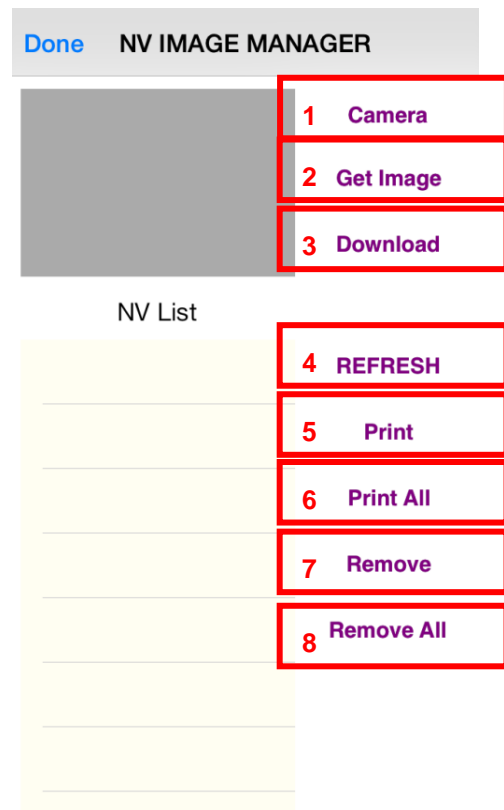 Done NV IMAGE MANAGER
1 Camera
2 Get Image
3 Download
NV List
4 REFRESH
5 Print
6 Print All
7 Remove
8 Remove All